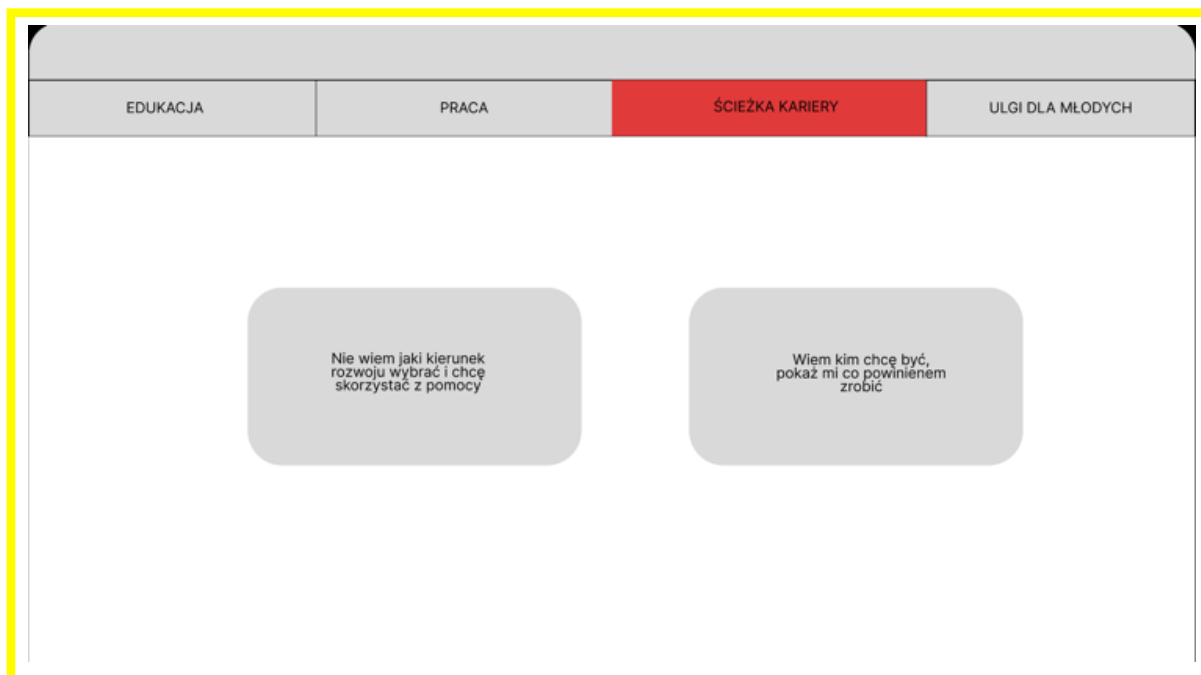 EDUKACJA
PRACA
ŚCIEŻKA KARIERY
ULGI DLA MŁODYCH
Nie wiem jaki kierunek
rozwoju wybrać i chcę
skorzystać z pomocy
Wiem kim chcę być,
pokaż mi co powinienem
zrobić